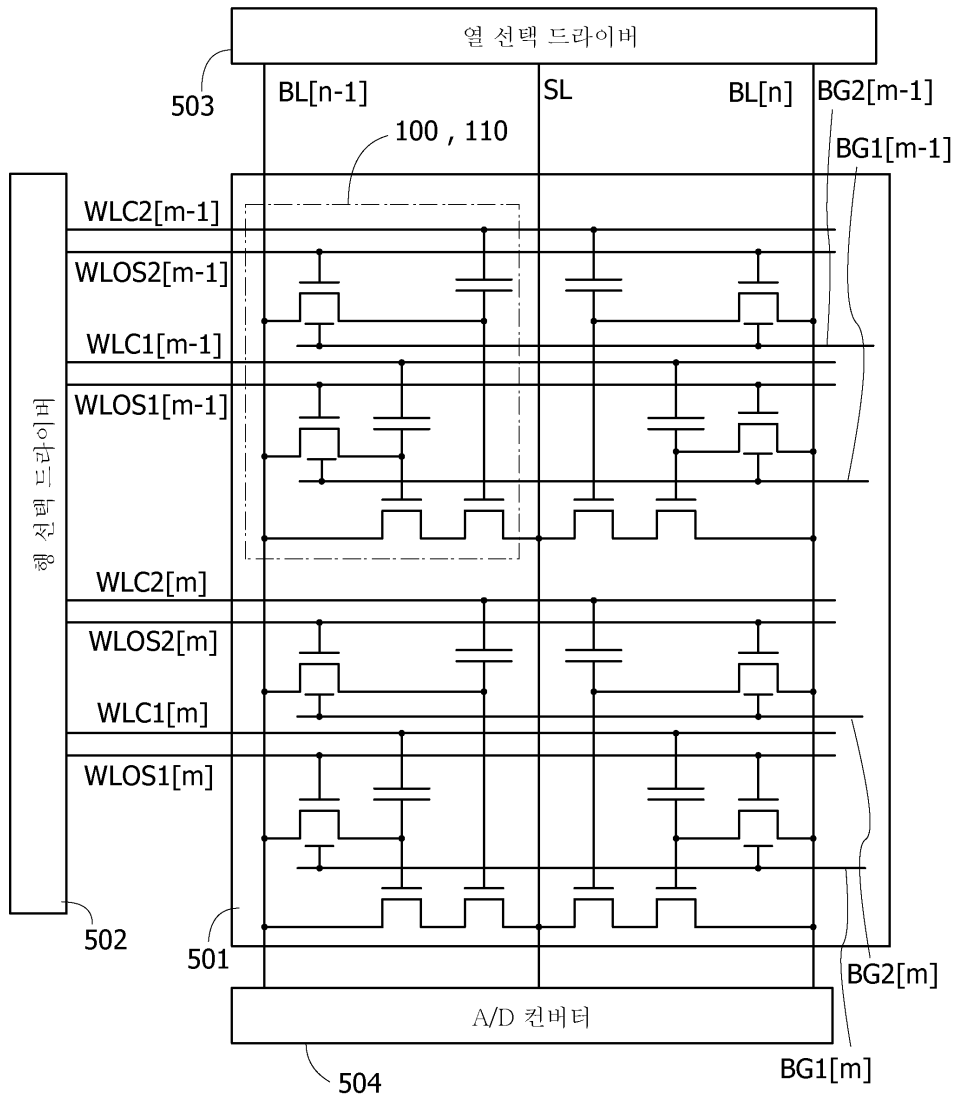 열 선택 드라이버
503
BL[n-1]
SL
BL[n]
BG2[m-1]
100 , 110
BG1[m-1]
WLC2[m-1]
WLOS2[m-1]
WLC1[m-1]
WLOS1[m-1]
행 선택 드라이버
WLC2[m]
WLOS2[m]
WLC1[m]
WLOS1[m]
502
501
BG2[m]
A/D 컨버터
BG1[m]
504